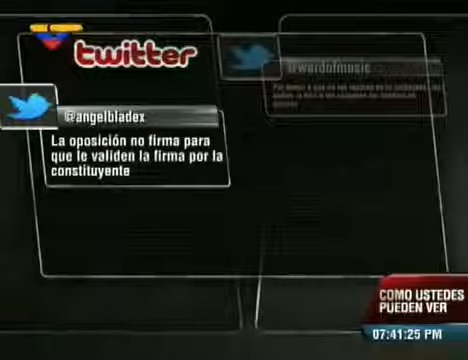 twitter
@angelbladex
La oposición no firma para
que le validen la firma por la
constituyente
@wardofmusic
COMO USTEDES
PUEDEN VER
07:41:25 PM